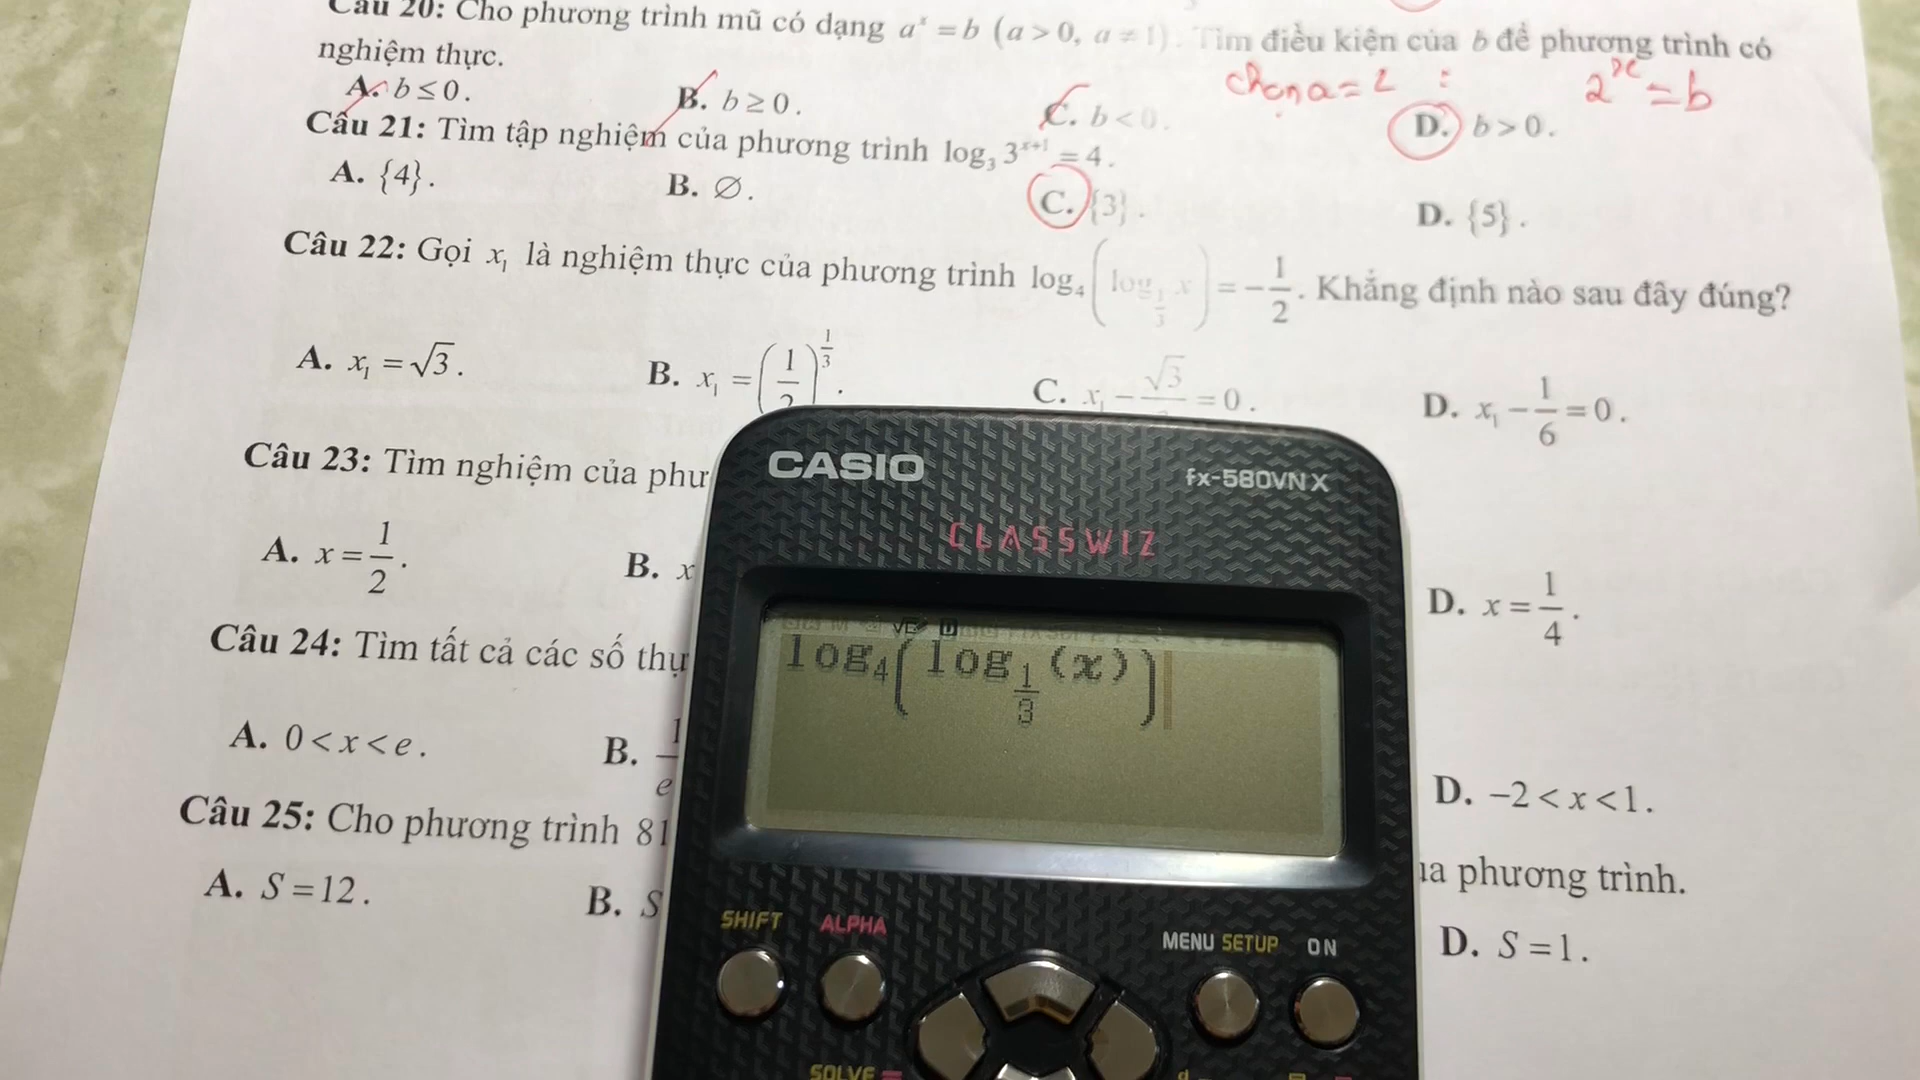 Câu 20: Cho phương trình mũ có dạng aˣ = b (a > 0, a ≠ 1). Tìm điều kiện của b để phương trình có
nghiệm thực.
chọn a = 2 : 2ˣ = b
A. b ≤ 0. B. b ≥ 0. C. b < 0. D. b > 0.
Câu 21: Tìm tập nghiệm của phương trình log₃ 3ˣ⁺¹ = 4.
A. {4}. B. ∅. C. {3}. D. {5}.
Câu 22: Gọi x₁ là nghiệm thực của phương trình log₄(log_{1/3} x) = -1/2. Khẳng định nào sau đây đúng?
A. x₁ = √3. B. x₁ = (1/2)^{1/3}. C. x₁ - √3/ = 0. D. x₁ - 1/6 = 0.
Câu 23: Tìm nghiệm của phư
A. x = 1/2. B. x D. x = 1/4.
Câu 24: Tìm tất cả các số thự
A. 0 < x < e. B. 1/e D. -2 < x < 1.
Câu 25: Cho phương trình 81 ủa phương trình.
A. S = 12. B. S D. S = 1.
CASIO fx-580VN X
CLASSWIZ
log₄(log_{1/3}(x))
SHIFT ALPHA MENU SETUP ON
SOLVE =